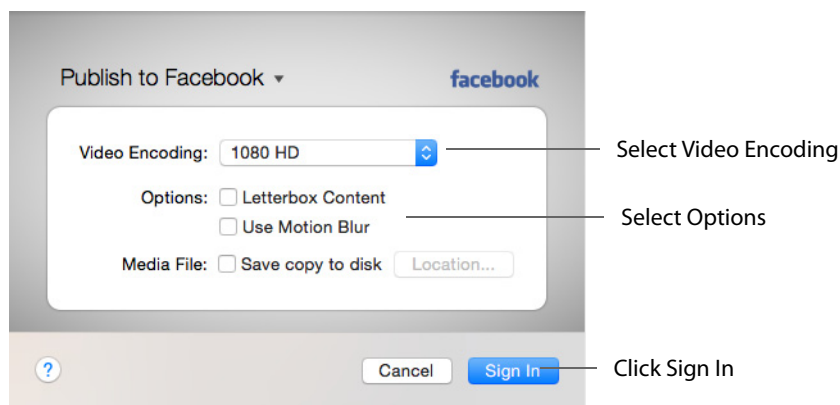 Publish to Facebook
facebook
Video Encoding: 1080 HD
Select Video Encoding
Options: Letterbox Content
Use Motion Blur
Select Options
Media File: Save copy to disk Location...
? Cancel Sign In
Click Sign In